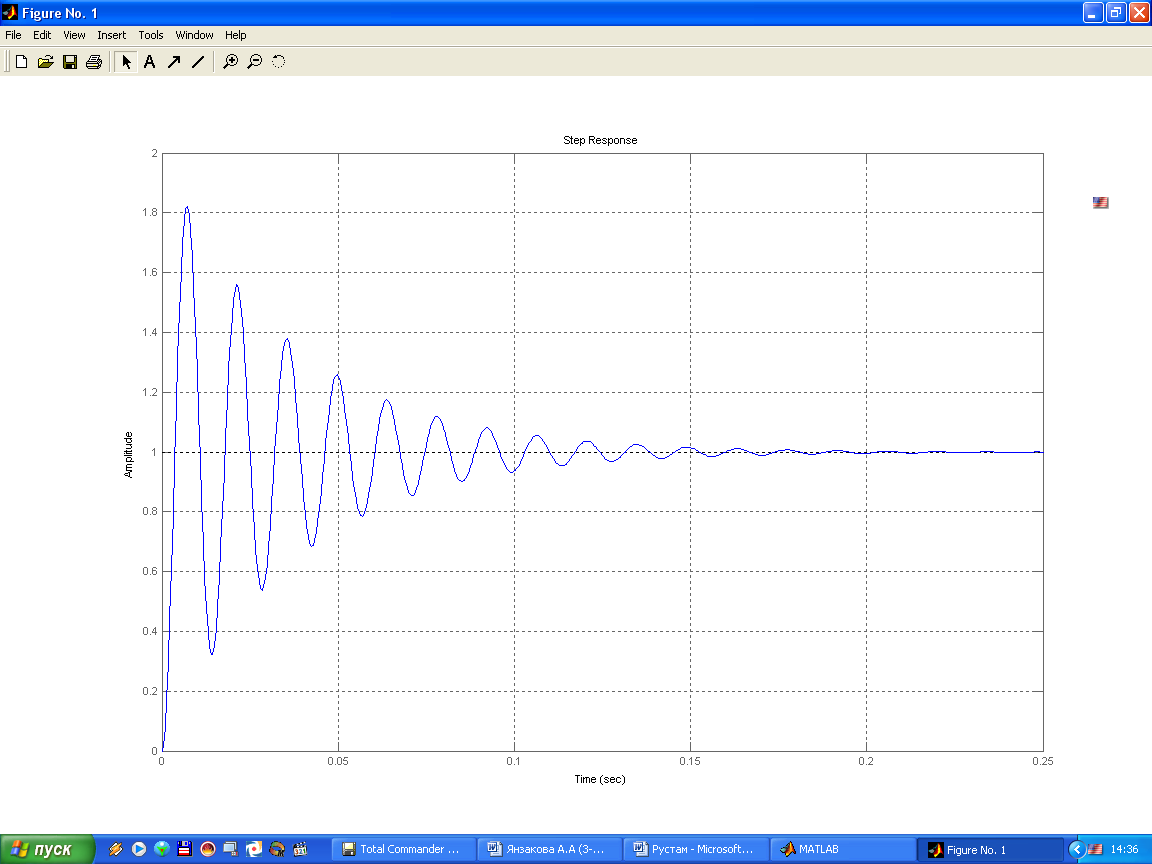 Figure No. 1
File Edit View Insert Tools Window Help
Step Response
2
1.8
1.6
1.4
1.2
1
0.8
0.6
0.4
0.2
0
Amplitude
0 0.05 0.1 0.15 0.2 0.25
Time (sec)
пуск Total Commander ... Язakова А.А (3-... Рустам - Microsoft... MATLAB Figure No. 1 14:36